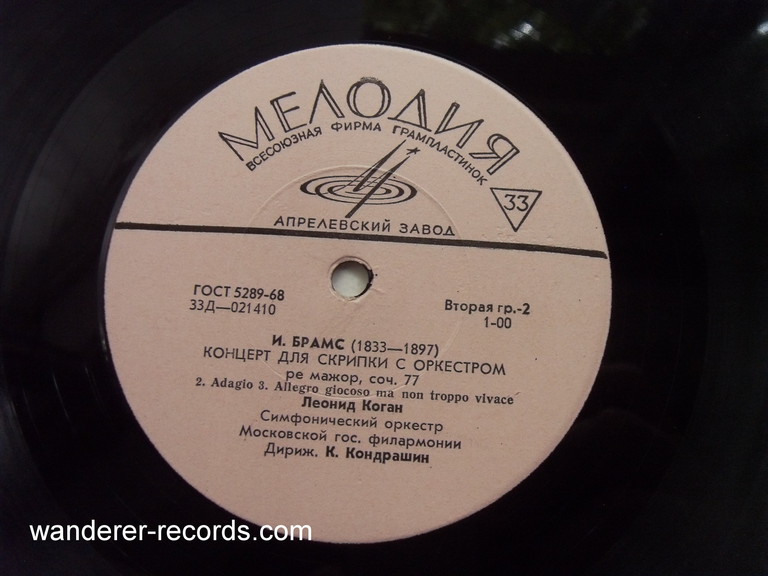 МЕЛОДИЯ
ВСЕСОЮЗНАЯ ФИРМА ГРАМПЛАСТИНОК
33
АПРЕЛЕВСКИЙ ЗАВОД
ГОСТ 5289-68
33Д—021410
Вторая гр.-2
1-00
И. БРАМС (1833—1897)
КОНЦЕРТ ДЛЯ СКРИПКИ С ОРКЕСТРОМ
ре мажор, соч. 77
2. Adagio 3. Allegro giocoso ma non troppo vivace
Леонид Коган
Симфонический оркестр
Московской гос. филармонии
Дириж. К. Кондрашин
wanderer-records.com